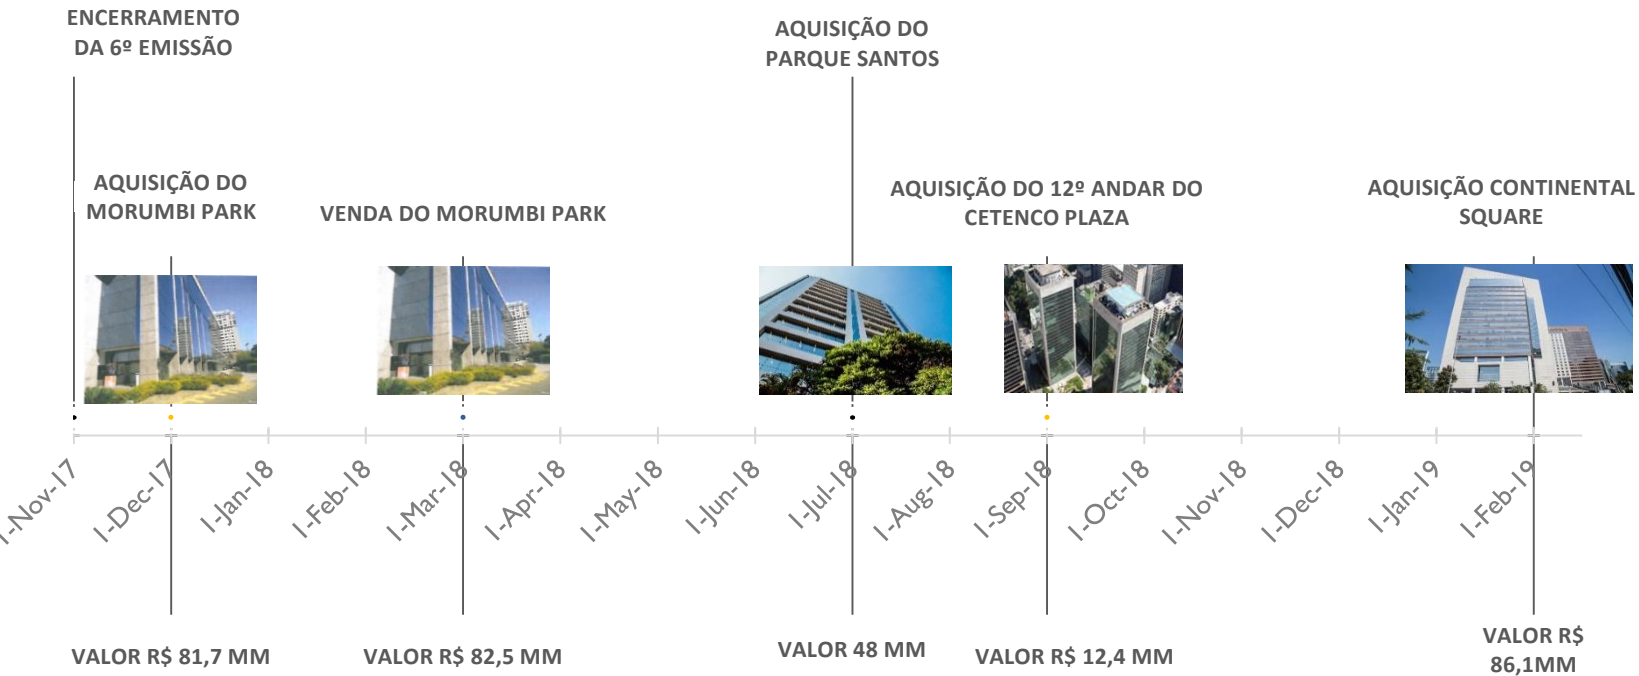 ENCERRAMENTO
DA 6º EMISSÃO
AQUISIÇÃO DO
PARQUE SANTOS
AQUISIÇÃO DO
MORUMBI PARK
VENDA DO MORUMBI PARK
AQUISIÇÃO DO 12º ANDAR DO
CETENCO PLAZA
AQUISIÇÃO CONTINENTAL
SQUARE
1-Nov-17
1-Dec-17
1-Jan-18
1-Feb-18
1-Mar-18
1-Apr-18
1-May-18
1-Jun-18
1-Jul-18
1-Aug-18
1-Sep-18
1-Oct-18
1-Nov-18
1-Dec-18
1-Jan-19
1-Feb-19
VALOR R$ 81,7 MM
VALOR R$ 82,5 MM
VALOR 48 MM
VALOR R$ 12,4 MM
VALOR R$
86,1MM